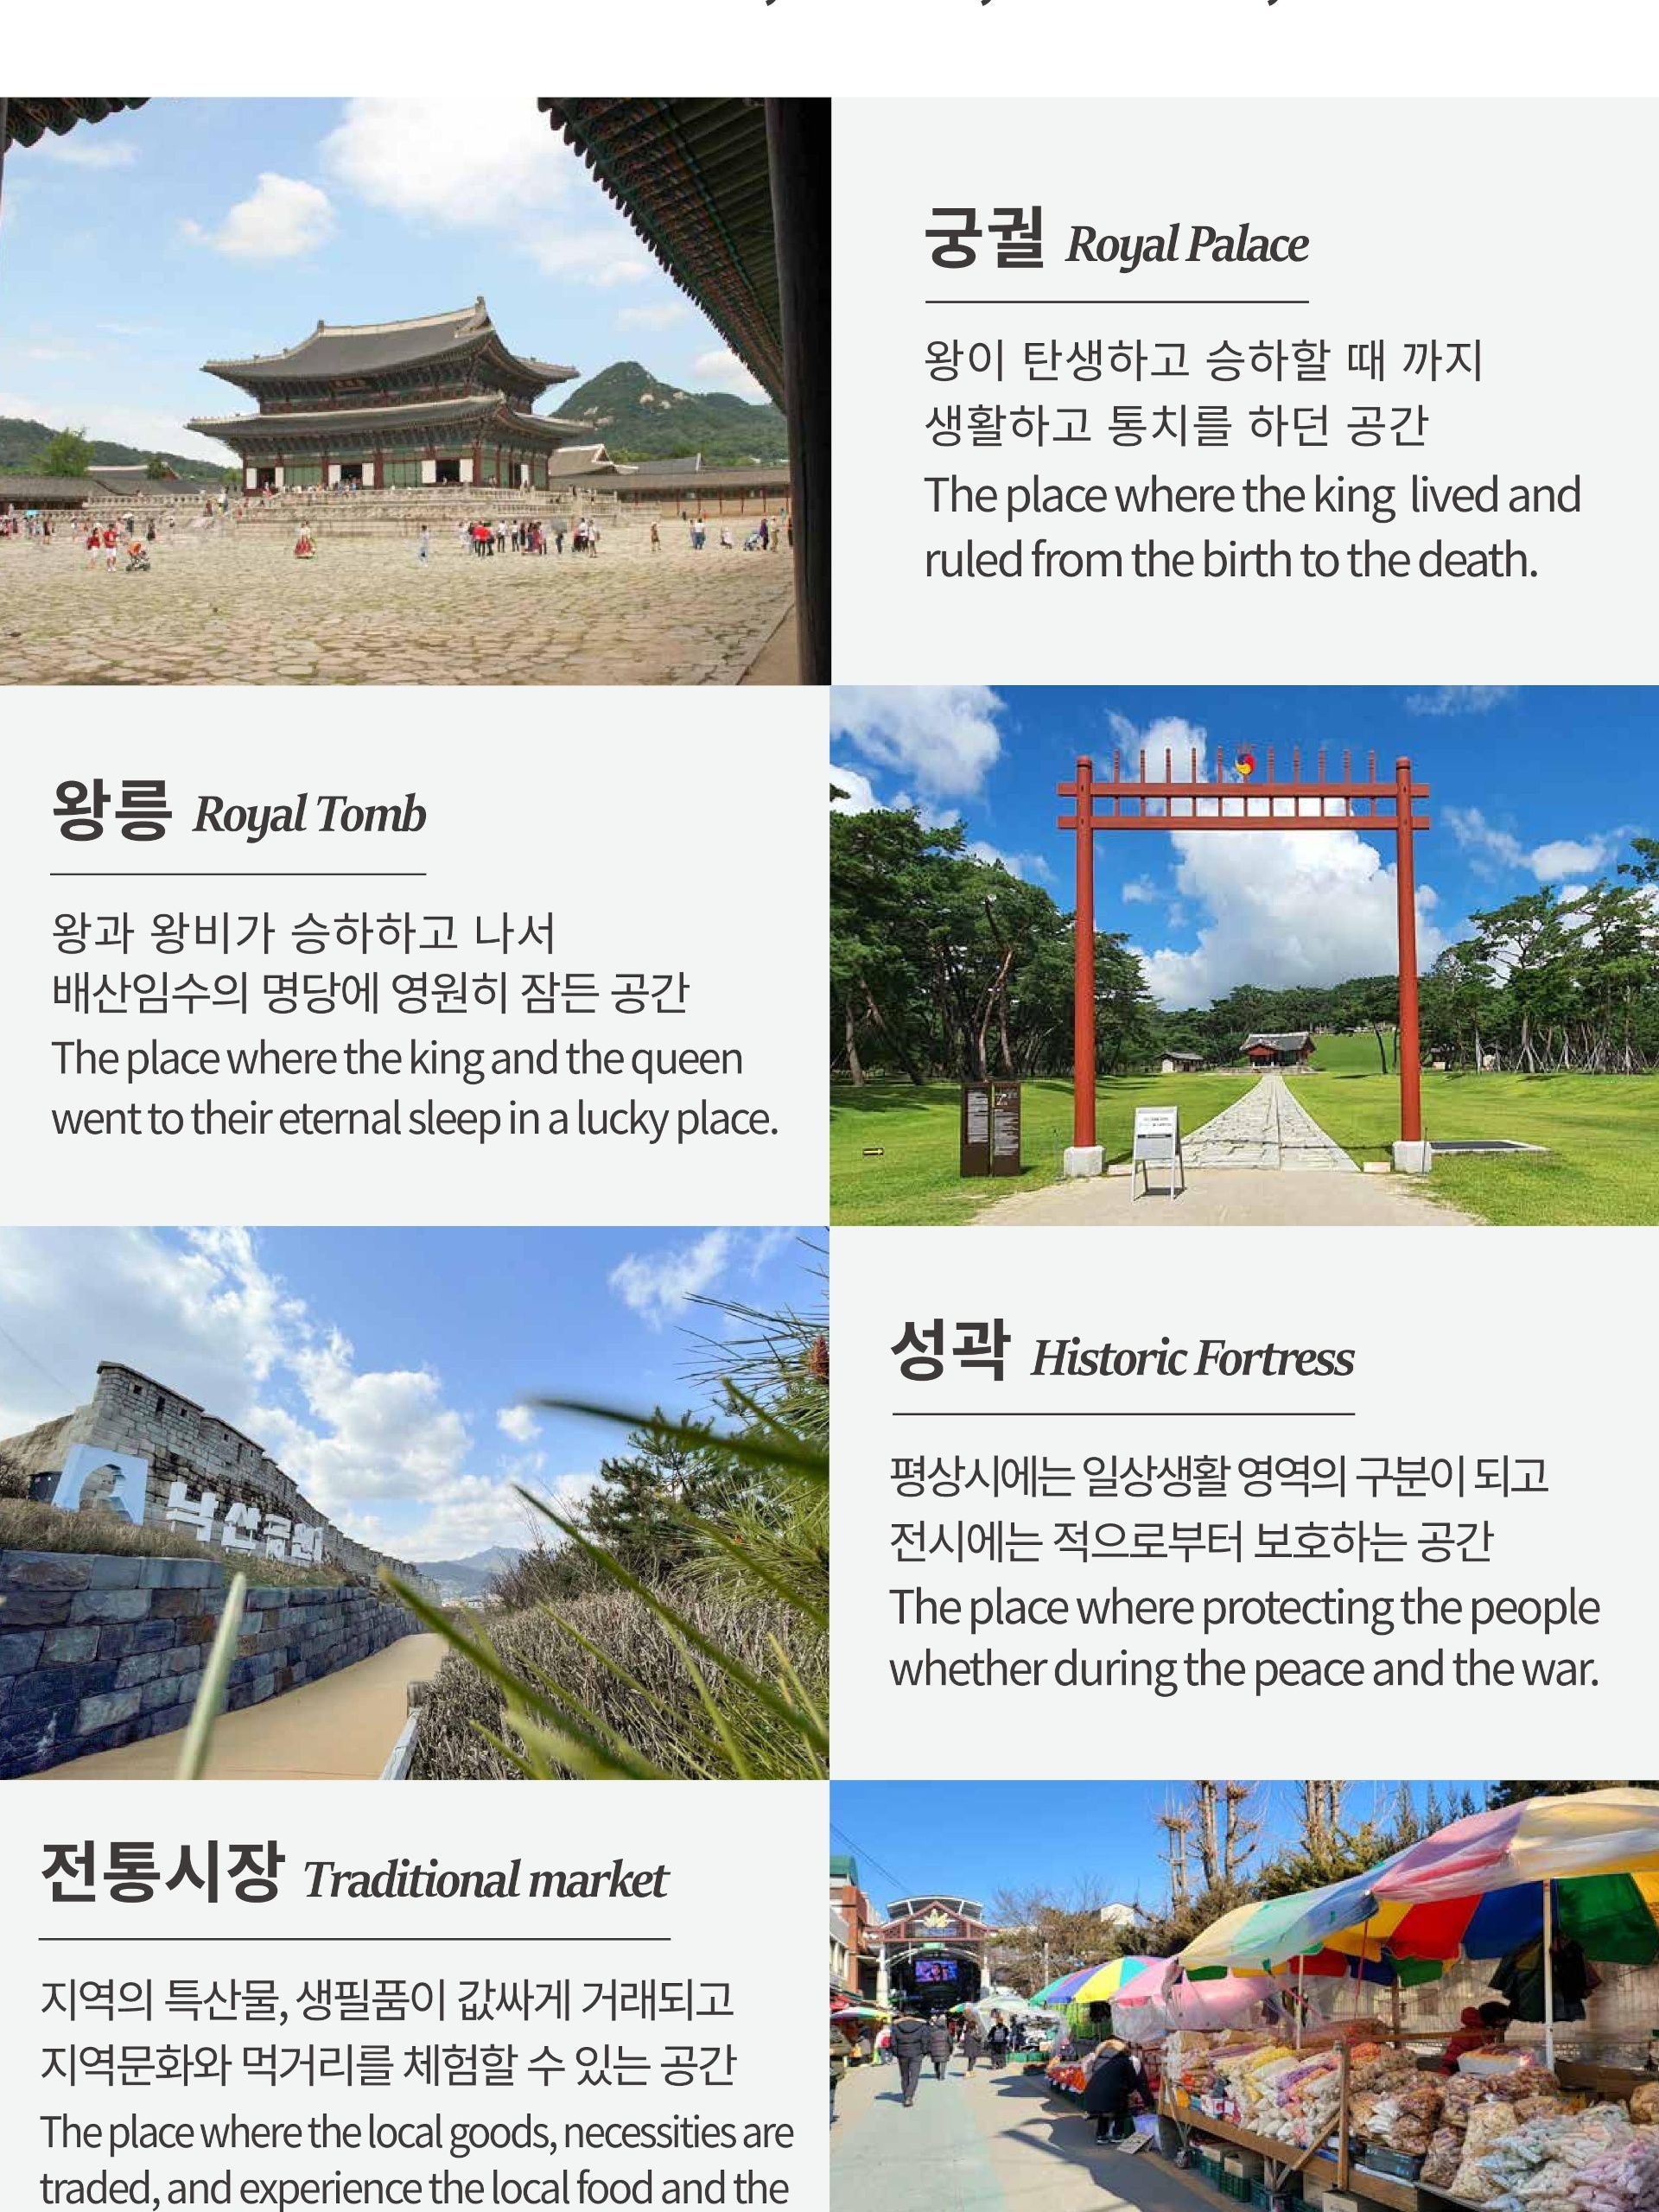 궁궐 Royal Palace
왕이 탄생하고 승하할 때 까지
생활하고 통치를 하던 공간
The place where the king lived and
ruled from the birth to the death.
왕릉 Royal Tomb
왕과 왕비가 승하하고 나서
배산임수의 명당에 영원히 잠든 공간
The place where the king and the queen
went to their eternal sleep in a lucky place.
낙산공원
성곽 Historic Fortress
평상시에는 일상생활 영역의 구분이 되고
전시에는 적으로부터 보호하는 공간
The place where protecting the people
whether during the peace and the war.
전통시장 Traditional market
지역의 특산물, 생필품이 값싸게 거래되고
지역문화와 먹거리를 체험할 수 있는 공간
The place where the local goods, necessities are
traded, and experience the local food and the